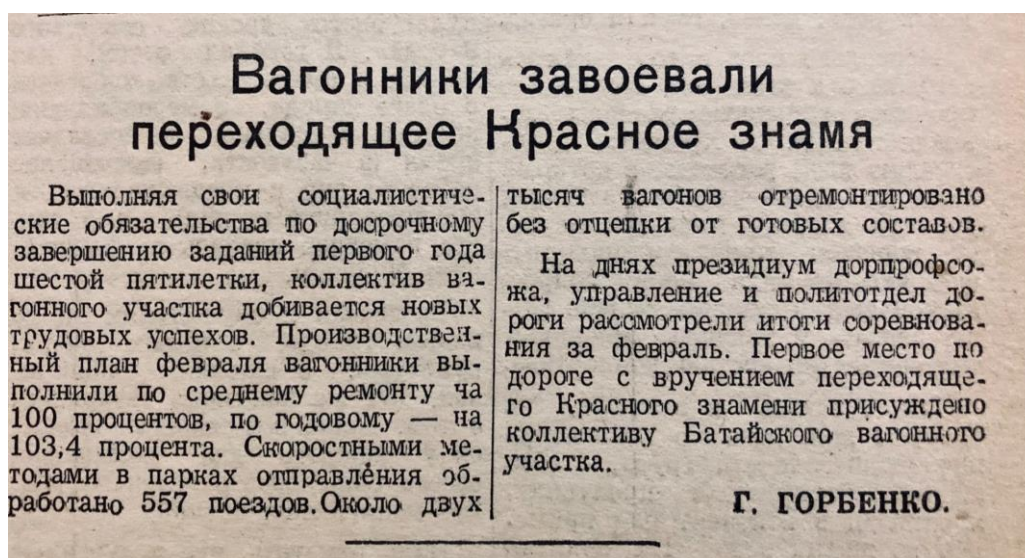 Вагонники завоевали
переходящее Красное знамя
Выполняя свои социалистиче-
ские обязательства по досрочному
завершению заданий первого года
шестой пятилетки, коллектив ва-
гонного участка добивается новых
трудовых успехов. Производствен-
ный план февраля вагонники вы-
полнили по среднему ремонту ча
100 процентов, по годовому — на
103,4 процента. Скоростными ме-
тодами в парках отправления об-
работано 557 поездов. Около двух
тысяч вагонов отремонтировано
без отцепки от готовых составов.
На днях президиум дорпрофсо-
жа, управление и политотдел до-
роги рассмотрели итоги соревнова-
ния за февраль. Первое место по
дороге с вручением переходяще-
го Красного знамени присуждено
коллективу Батайского вагонного
участка.
Г. ГОРБЕНКО.